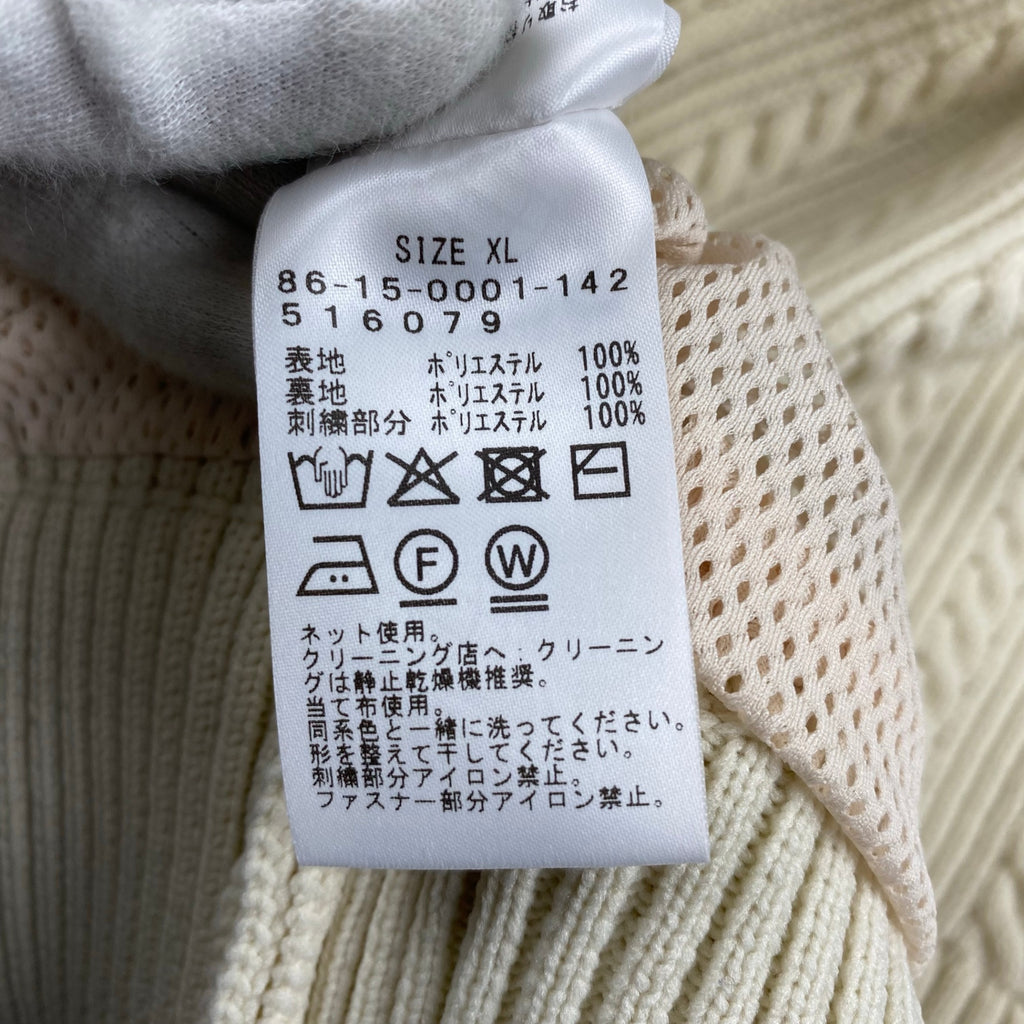 お取り
SIZE XL
86-15-0001-142
516079
表地 ポリエステル 100%
裏地 ポリエステル 100%
刺繍部分 ポリエステル 100%
F W
ネット使用。
クリーニング店へ:クリーニン
グは静止乾燥機推奨。
当て布使用。
同系色と一緒に洗ってください。
形を整えて干してください。
刺繍部分アイロン禁止。
ファスナー部分アイロン禁止。